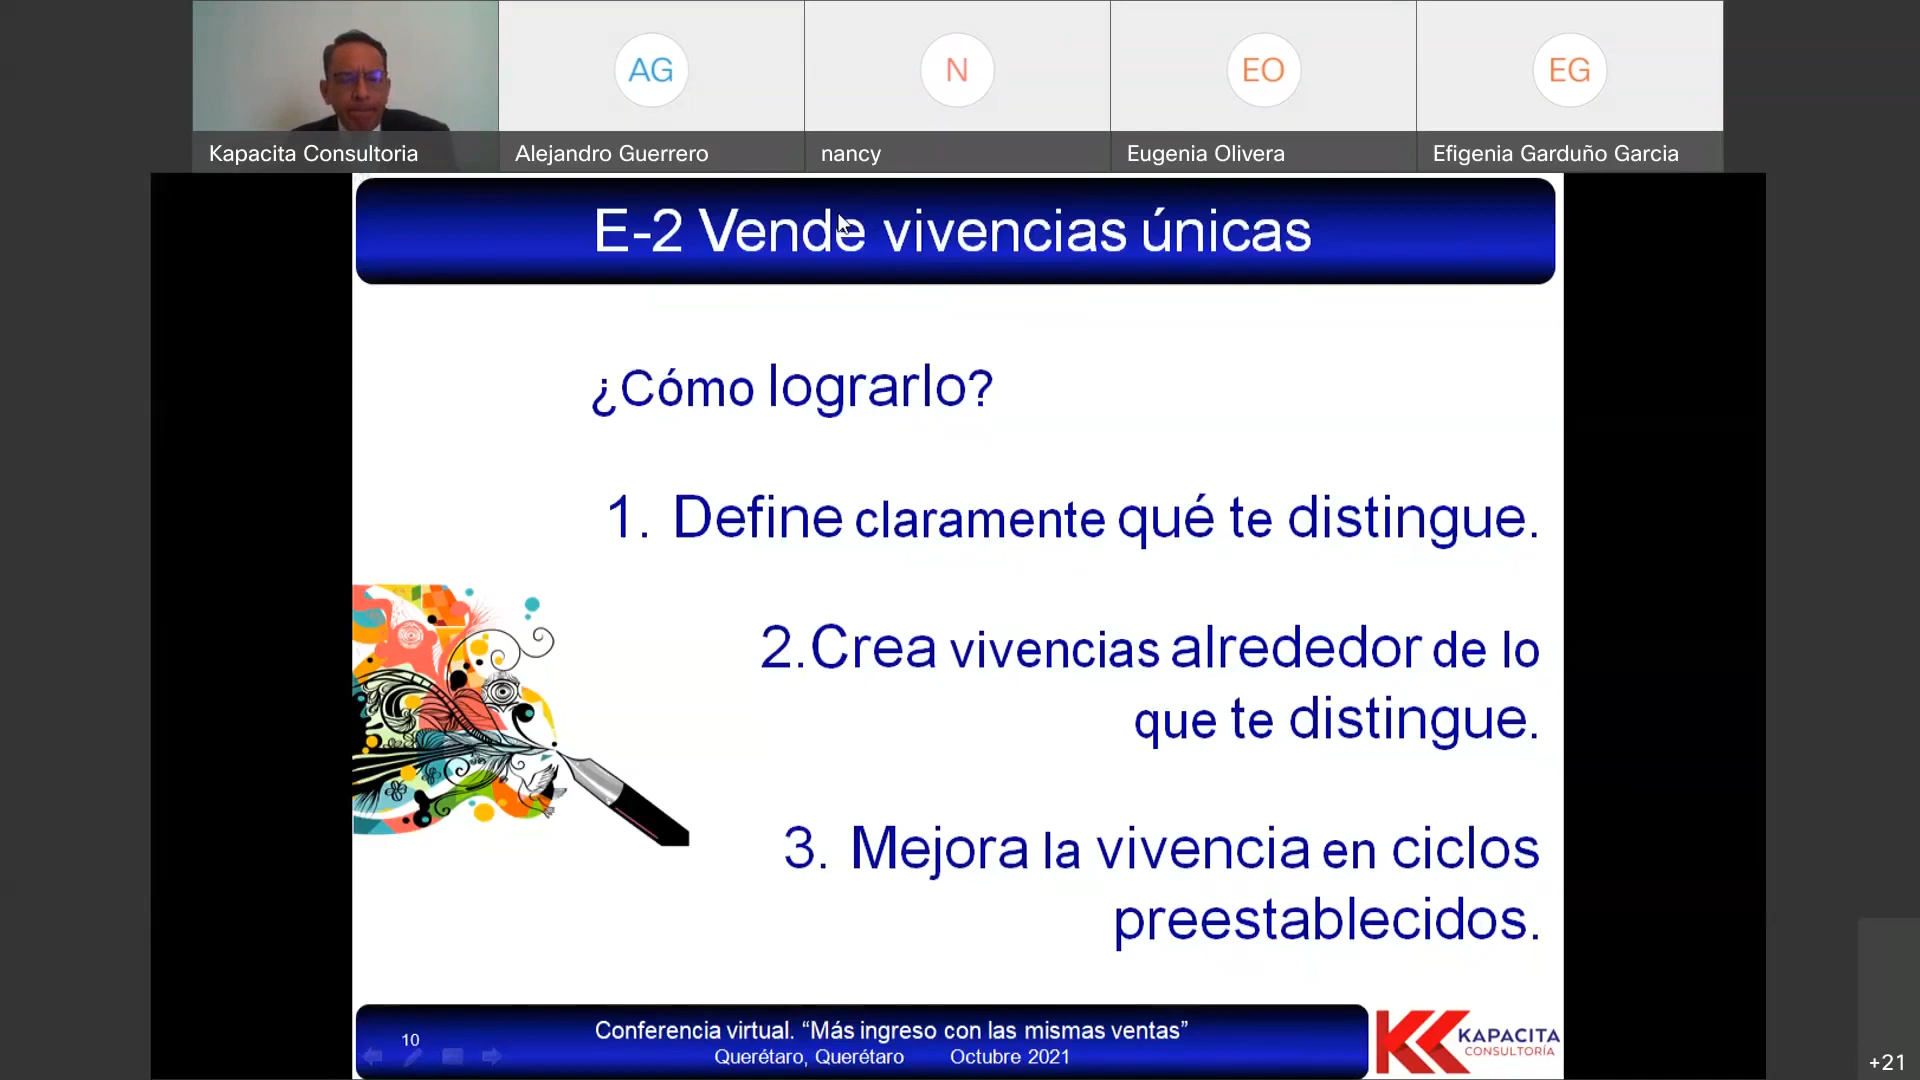 AG
N
EO
EG
Kapacita Consultoria
Alejandro Guerrero
nancy
Eugenia Olivera
Efigenia Garduño Garcia
E-2 Vende vivencias únicas
¿Cómo lograrlo?
1. Define claramente qué te distingue.
2.Crea vivencias alrededor de lo
que te distingue.
3. Mejora la vivencia en ciclos
preestablecidos.
10
Conferencia virtual. “Más ingreso con las mismas ventas”
Querétaro, Querétaro Octubre 2021
KAPACITA
CONSULTORÍA
+21